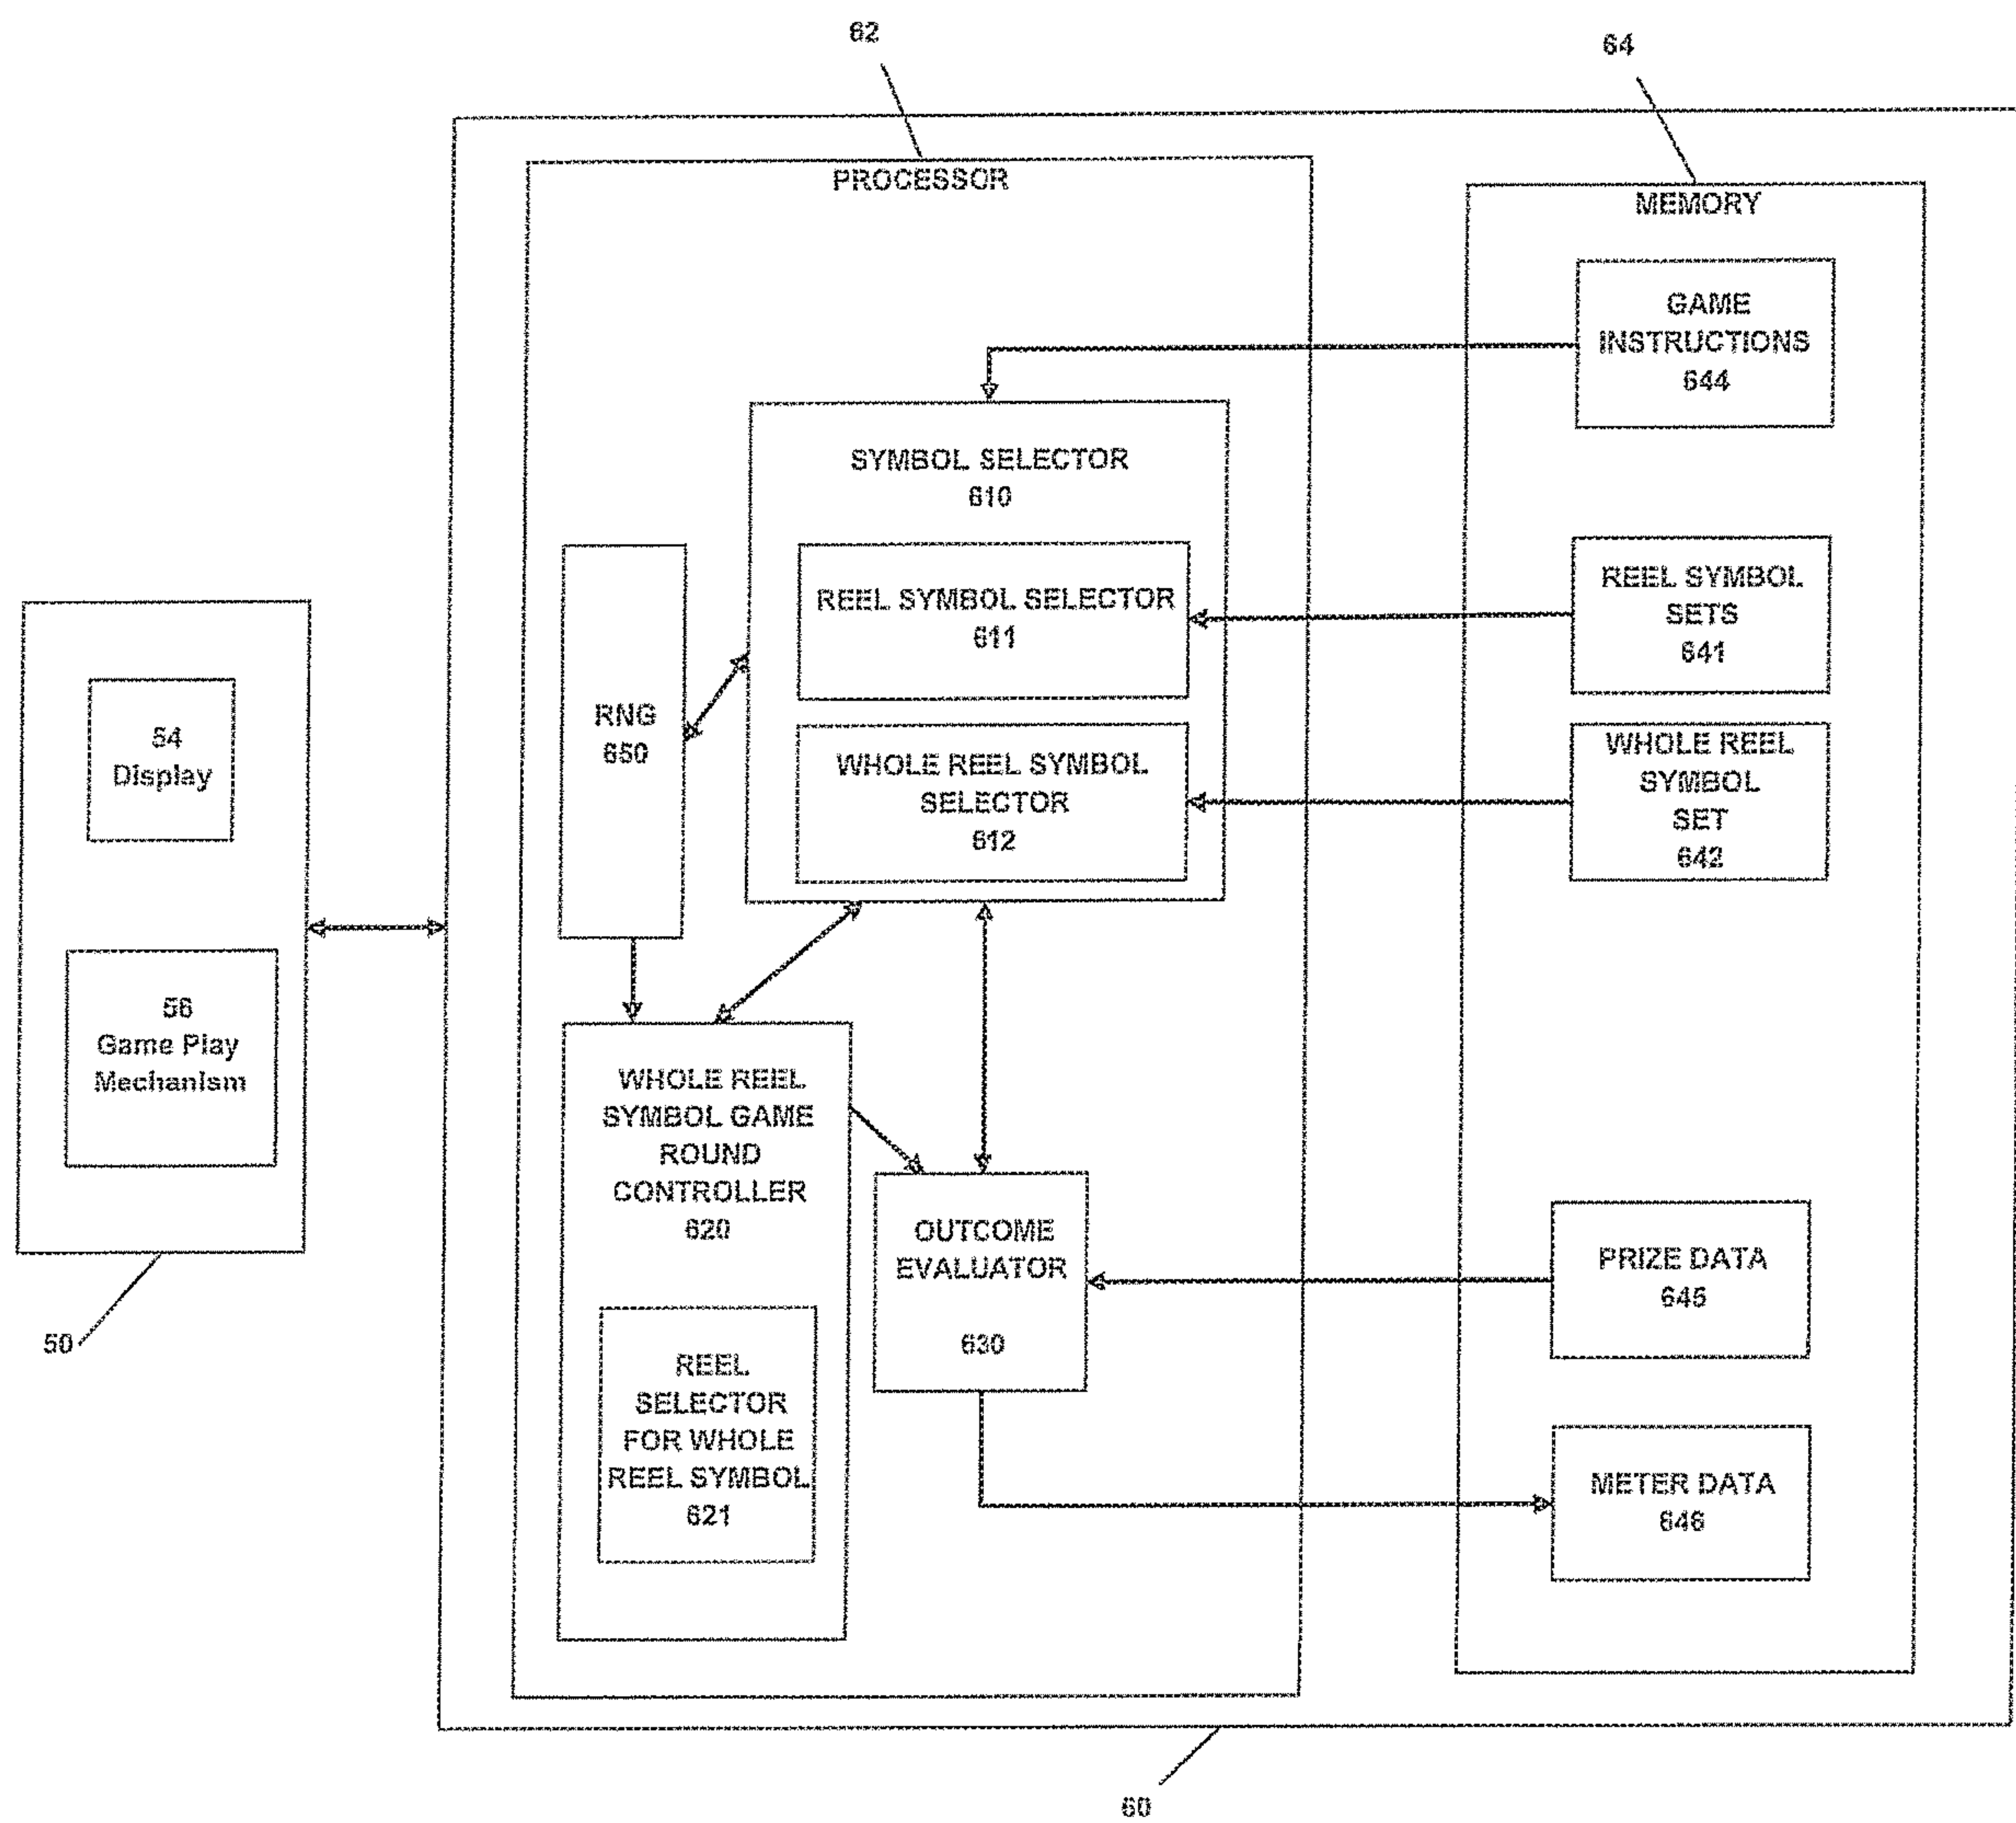 62
64
PROCESSOR
MEMORY
GAME
INSTRUCTIONS
644
SYMBOL SELECTOR
610
REEL SYMBOL SELECTOR
611
REEL SYMBOL
SETS
641
RNG
650
WHOLE REEL SYMBOL
SELECTOR
612
WHOLE REEL
SYMBOL
SET
642
54
Display
56
Game Play
Mechanism
50
WHOLE REEL
SYMBOL GAME
ROUND
CONTROLLER
620
REEL
SELECTOR
FOR WHOLE
REEL SYMBOL
621
OUTCOME
EVALUATOR
630
PRIZE DATA
645
METER DATA
646
60